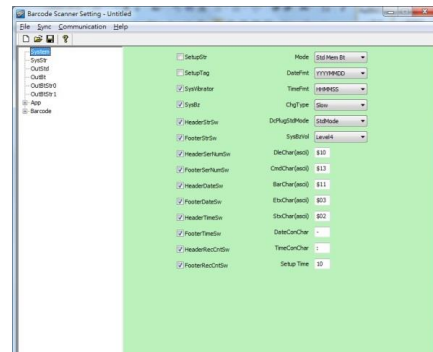 Barcode Scanner Setting - Untitled
File Sync Communication Help
System
SysStr
OutStd
OutBt
OutBtStr0
OutBtStr1
App
Barcode
SetupStr Mode Std Mem Bt
SetupTag DateFmt YYYYMMDD
SysVibrator TimeFmt HHMMSS
SysBz ChgType Slow
HeaderStrSw DcPlugStdMode StdMode
FooterStrSw SysBzVol Level4
HeaderSerNumSw DleChar(ascii) $10
FooterSerNumSw CmdChar(ascii) $13
HeaderDateSw BarChar(ascii) $11
FooterDateSw EtxChar(ascii) $03
HeaderTimeSw StxChar(ascii) $02
FooterTimeSw DateConChar -
HeaderRecCntSw TimeConChar :
FooterRecCntSw Setup Time 10